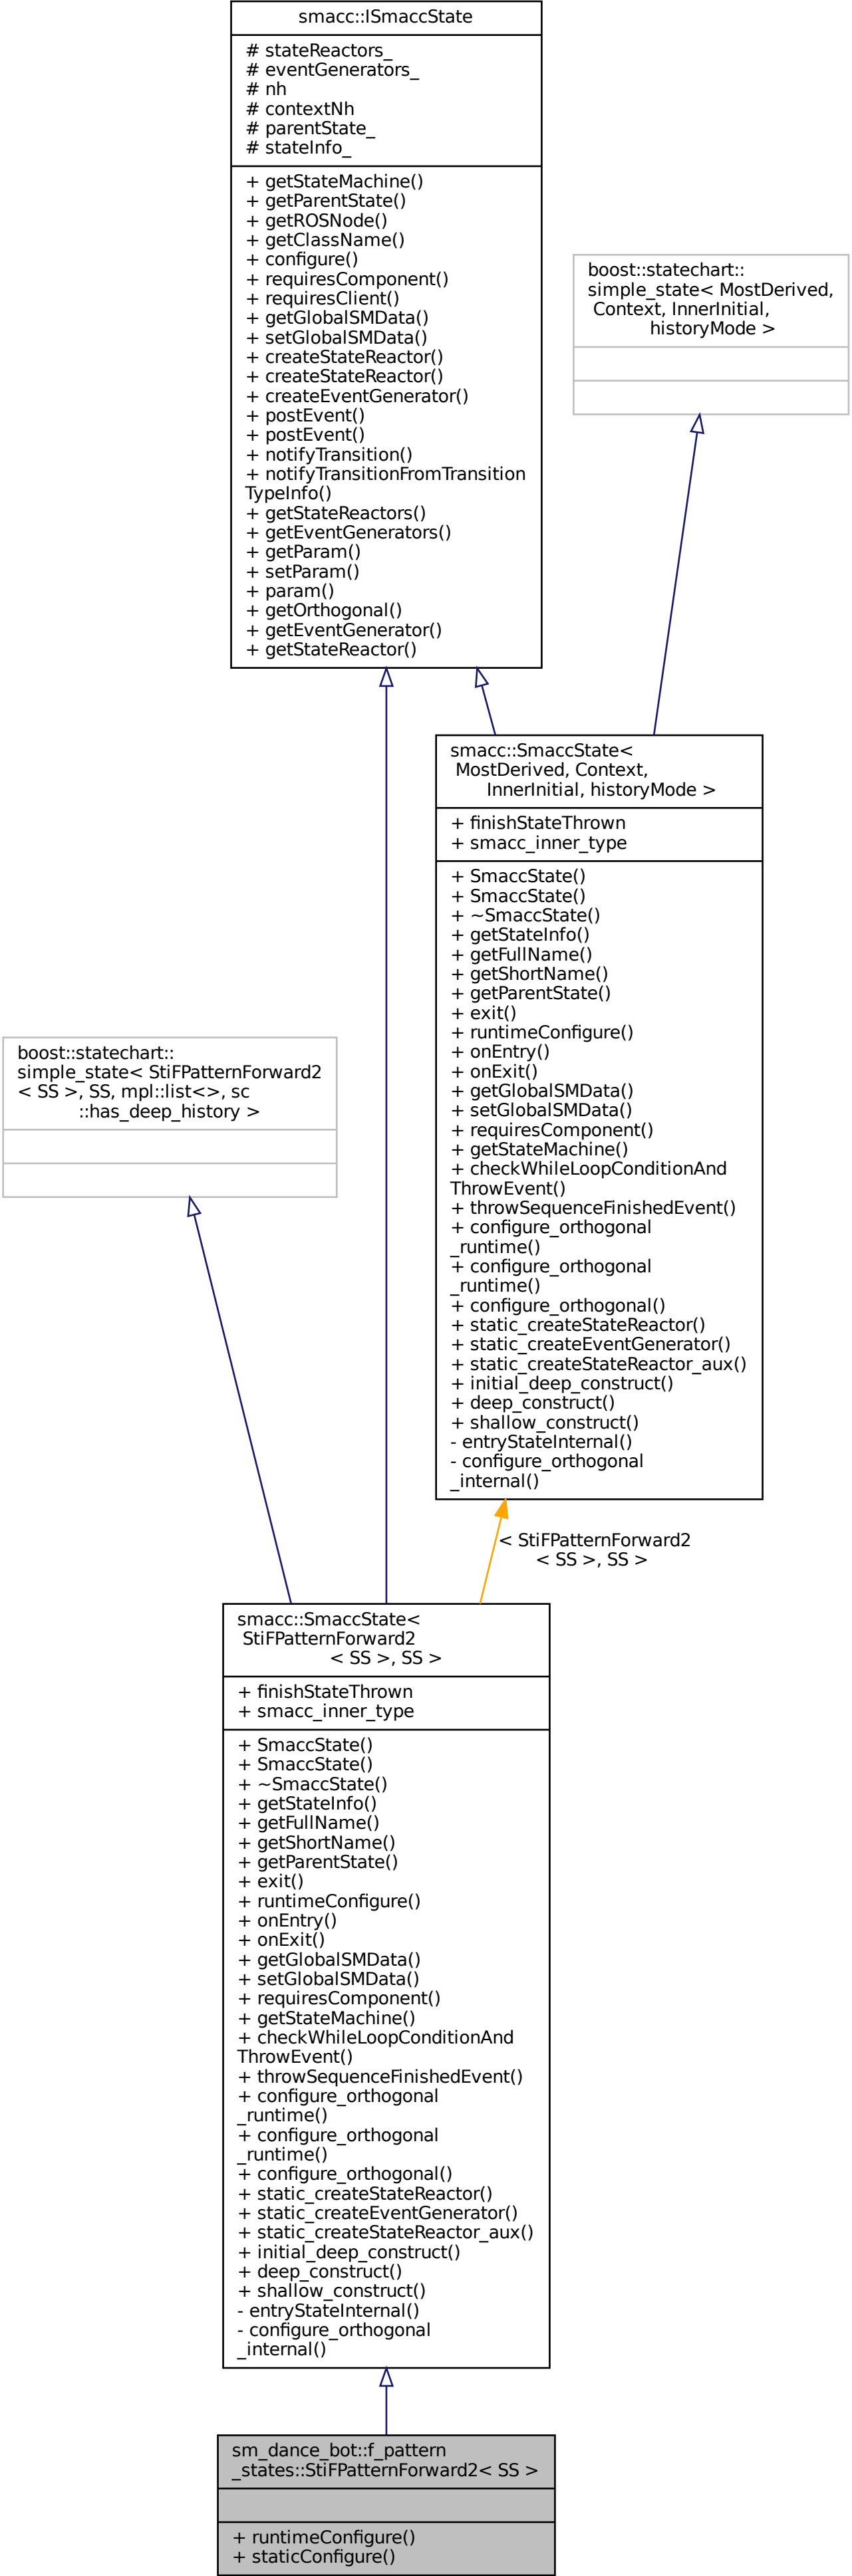 smacc::ISmaccState
# stateReactors_
# eventGenerators_
# nh
# contextNh
# parentState_
# stateInfo_
+ getStateMachine()
+ getParentState()
+ getROSNode()
+ getClassName()
+ configure()
+ requiresComponent()
+ requiresClient()
+ getGlobalSMData()
+ setGlobalSMData()
+ createStateReactor()
+ createStateReactor()
+ createEventGenerator()
+ postEvent()
+ postEvent()
+ notifyTransition()
+ notifyTransitionFromTransition
TypeInfo()
+ getStateReactors()
+ getEventGenerators()
+ getParam()
+ setParam()
+ param()
+ getOrthogonal()
+ getEventGenerator()
+ getStateReactor()
boost::statechart::
simple_state< MostDerived,
Context, InnerInitial,
historyMode >
smacc::SmaccState<
MostDerived, Context,
InnerInitial, historyMode >
+ finishStateThrown
+ smacc_inner_type
+ SmaccState()
+ SmaccState()
+ ~SmaccState()
+ getStateInfo()
+ getFullName()
+ getShortName()
+ getParentState()
+ exit()
+ runtimeConfigure()
+ onEntry()
+ onExit()
+ getGlobalSMData()
+ setGlobalSMData()
+ requiresComponent()
+ getStateMachine()
+ checkWhileLoopConditionAnd
ThrowEvent()
+ throwSequenceFinishedEvent()
+ configure_orthogonal
_runtime()
+ configure_orthogonal
_runtime()
+ configure_orthogonal()
+ static_createStateReactor()
+ static_createEventGenerator()
+ static_createStateReactor_aux()
+ initial_deep_construct()
+ deep_construct()
+ shallow_construct()
- entryStateInternal()
- configure_orthogonal
_internal()
boost::statechart::
simple_state< StiFPatternForward2
< SS >, SS, mpl::list<>, sc
::has_deep_history >
< StiFPatternForward2
< SS >, SS >
smacc::SmaccState<
StiFPatternForward2
< SS >, SS >
+ finishStateThrown
+ smacc_inner_type
+ SmaccState()
+ SmaccState()
+ ~SmaccState()
+ getStateInfo()
+ getFullName()
+ getShortName()
+ getParentState()
+ exit()
+ runtimeConfigure()
+ onEntry()
+ onExit()
+ getGlobalSMData()
+ setGlobalSMData()
+ requiresComponent()
+ getStateMachine()
+ checkWhileLoopConditionAnd
ThrowEvent()
+ throwSequenceFinishedEvent()
+ configure_orthogonal
_runtime()
+ configure_orthogonal
_runtime()
+ configure_orthogonal()
+ static_createStateReactor()
+ static_createEventGenerator()
+ static_createStateReactor_aux()
+ initial_deep_construct()
+ deep_construct()
+ shallow_construct()
- entryStateInternal()
- configure_orthogonal
_internal()
sm_dance_bot::f_pattern
_states::StiFPatternForward2< SS >
+ runtimeConfigure()
+ staticConfigure()